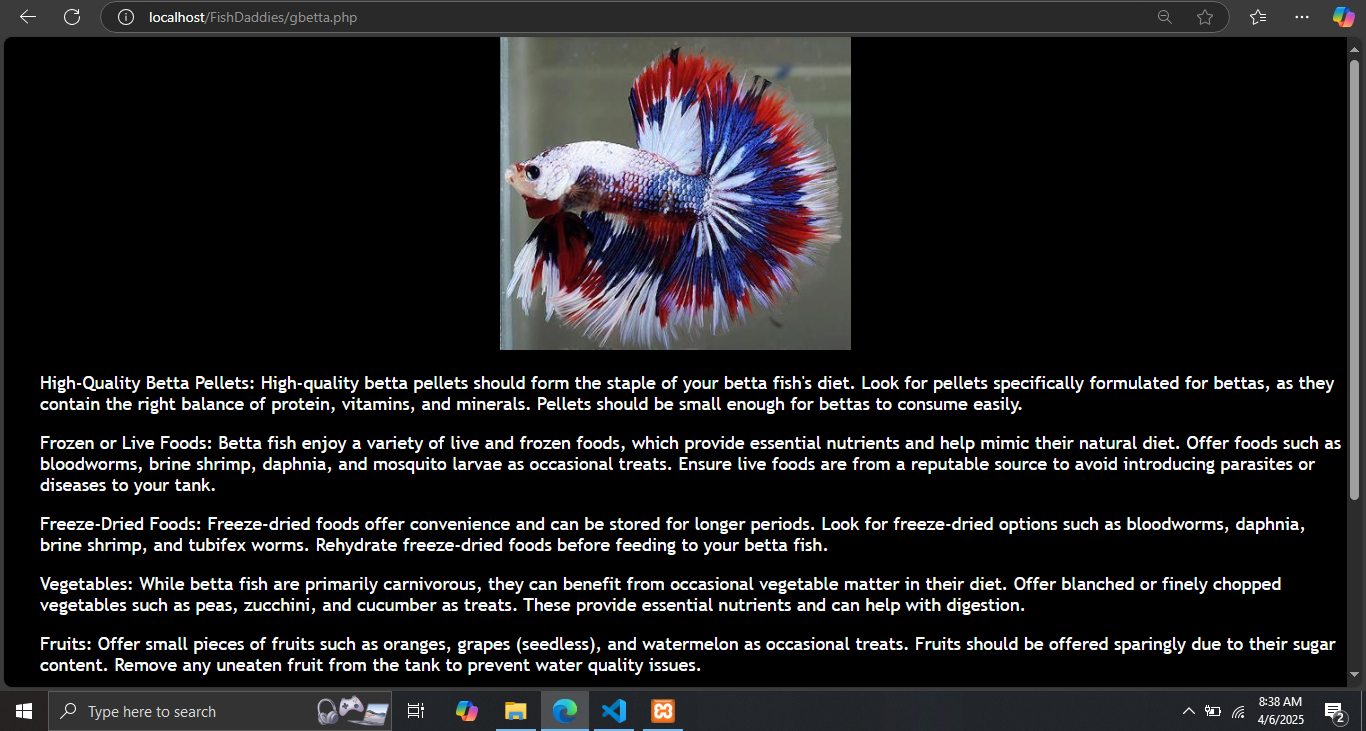 localhost/FishDaddies/gbetta.php
High-Quality Betta Pellets: High-quality betta pellets should form the staple of your betta fish's diet. Look for pellets specifically formulated for bettas, as they
contain the right balance of protein, vitamins, and minerals. Pellets should be small enough for bettas to consume easily.
Frozen or Live Foods: Betta fish enjoy a variety of live and frozen foods, which provide essential nutrients and help mimic their natural diet. Offer foods such as
bloodworms, brine shrimp, daphnia, and mosquito larvae as occasional treats. Ensure live foods are from a reputable source to avoid introducing parasites or
diseases to your tank.
Freeze-Dried Foods: Freeze-dried foods offer convenience and can be stored for longer periods. Look for freeze-dried options such as bloodworms, daphnia,
brine shrimp, and tubifex worms. Rehydrate freeze-dried foods before feeding to your betta fish.
Vegetables: While betta fish are primarily carnivorous, they can benefit from occasional vegetable matter in their diet. Offer blanched or finely chopped
vegetables such as peas, zucchini, and cucumber as treats. These provide essential nutrients and can help with digestion.
Fruits: Offer small pieces of fruits such as oranges, grapes (seedless), and watermelon as occasional treats. Fruits should be offered sparingly due to their sugar
content. Remove any uneaten fruit from the tank to prevent water quality issues.
Type here to search
8:38 AM
4/6/2025
2